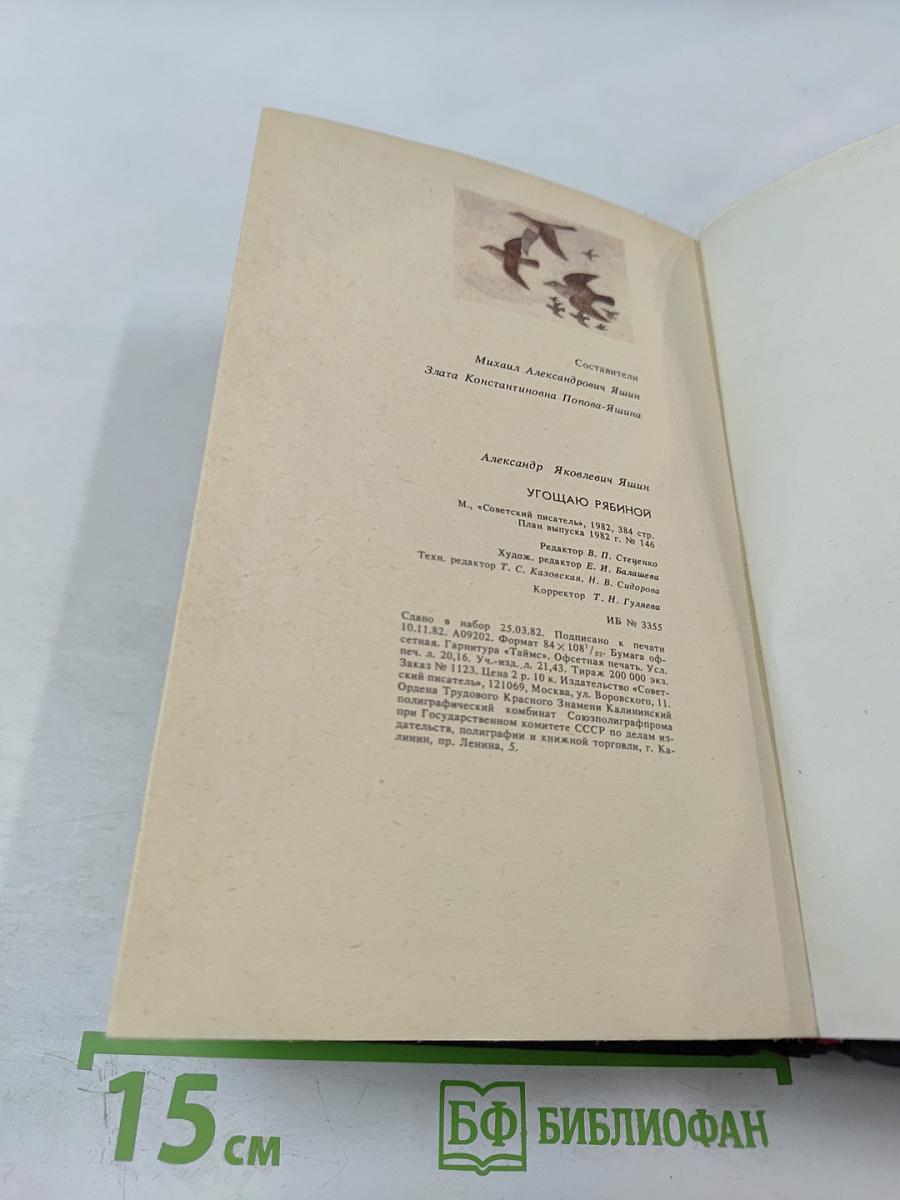 Составители
Михаил Александрович Яшин
Злата Константиновна Попова-Яшина
Александр Яковлевич Яшин
УГОЩАЮ РЯБИНОЙ
М., «Советский писатель», 1982, 384 стр.
План выпуска 1982 г. № 146
Редактор В. П. Стеценко
Худож. редактор Е. И. Балашева
Техн. редактор Т. С. Казовская, Н. В. Сидорова
Корректор Т. Н. Гуляева
ИБ № 3355
Сдано в набор 25.03.82. Подписано к печати
10.11.82. А09202. Формат 84×108¹/₃₂. Бумага оф-
сетная. Гарнитура «Таймс». Офсетная печать. Усл.
печ. л. 20,16. Уч.-изд. л. 21,43. Тираж 200 000 экз.
Заказ № 1123. Цена 2 р. 10 к. Издательство «Совет-
ский писатель», 121069, Москва, ул. Воровского, 11.
Ордена Трудового Красного Знамени Калининский
полиграфический комбинат Союзполиграфпрома
при Государственном комитете СССР по делам из-
дательств, полиграфии и книжной торговли, г. Ка-
линин, пр. Ленина, 5.
15 см
БФ БИБЛИОФАН